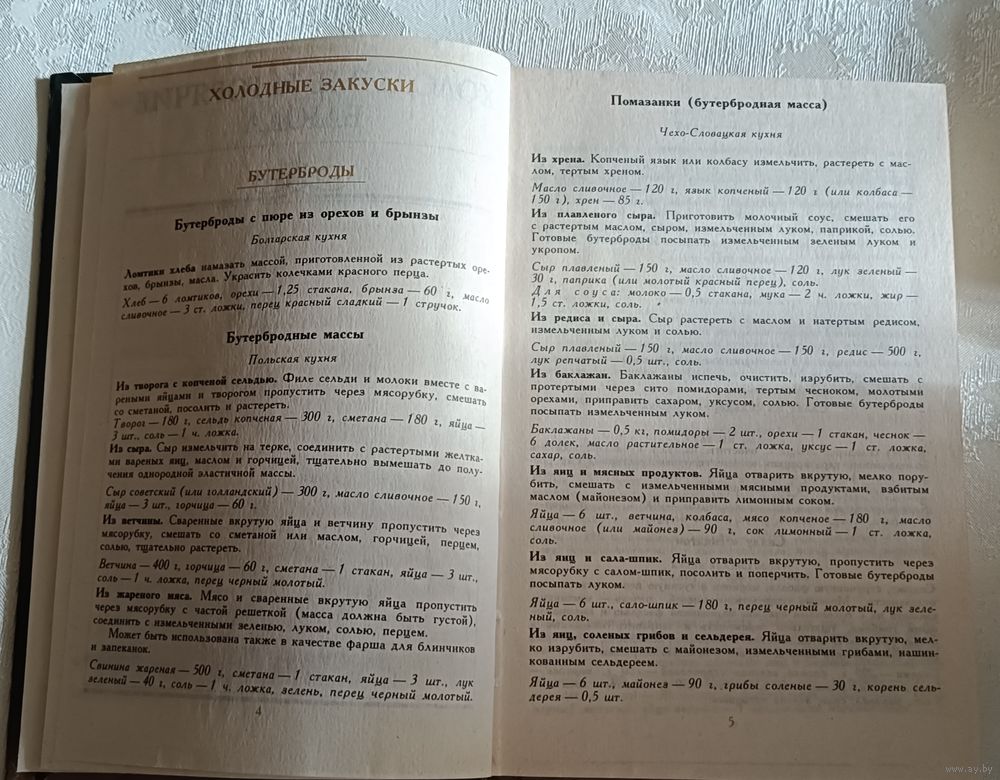 ХОЛОДНЫЕ ЗАКУСКИ
БУТЕРБРОДЫ
Бутерброды с пюре из орехов и брынзы
Болгарская кухня
Ломтики хлеба намазать массой, приготовленной из растертых оре-
хов, брынзы, масла. Украсить колечками красного перца.
Хлеб — 6 ломтиков, орехи — 1,25 стакана, брынза — 60 г, масло
сливочное — 3 ст. ложки, перец красный сладкий — 1 стручок.
Бутербродные массы
Польская кухня
Из творога с копченой сельдью. Филе сельди и молоки вместе с ва-
реными яйцами и творогом пропустить через мясорубку, смешать
со сметаной, посолить и растереть.
Творог — 180 г, сельдь копченая — 300 г, сметана — 180 г, яйца —
3 шт., соль — 1 ч. ложка.
Из сыра. Сыр измельчить на терке, соединить с растертыми желтка-
ми вареных яиц, маслом и горчицей, тщательно вымешать до полу-
чения однородной эластичной массы.
Сыр советский (или голландский) — 300 г, масло сливочное — 150 г,
яйца — 3 шт., горчица — 60 г.
Из ветчины. Сваренные вкрутую яйца и ветчину пропустить через
мясорубку, смешать со сметаной или маслом, горчицей, перцем,
солью, тщательно растереть.
Ветчина — 400 г, горчица — 60 г, сметана — 1 стакан, яйца — 3 шт.,
соль — 1 ч. ложка, перец черный молотый.
Из жареного мяса. Мясо и сваренные вкрутую яйца пропустить
через мясорубку с частой решеткой (масса должна быть густой),
соединить с измельченными зеленью, луком, солью, перцем.
Может быть использована также в качестве фарша для блинчиков
и запеканок.
Свинина жареная — 500 г, сметана — 1 стакан, яйца — 3 шт., лук
зеленый — 40 г, соль — 1 ч. ложка, зелень, перец черный молотый.
4
Помазанки (бутербродная масса)
Чехо-Словацкая кухня
Из хрена. Копченый язык или колбасу измельчить, растереть с мас-
лом, тертым хреном.
Масло сливочное — 120 г, язык копченый — 120 г (или колбаса —
150 г), хрен — 85 г.
Из плавленого сыра. Приготовить молочный соус, смешать его
с растертым маслом, сыром, измельченным луком, паприкой, солью.
Готовые бутерброды посыпать измельченным зеленым луком и
укропом.
Сыр плавленый — 150 г, масло сливочное — 120 г, лук зеленый —
30 г, паприка (или молотый красный перец), соль.
Для соуса: молоко — 0,5 стакана, мука — 2 ч. ложки, жир —
1,5 ст. ложки, соль.
Из редиса и сыра. Сыр растереть с маслом и натертым редисом,
измельченным луком и солью.
Сыр плавленый — 150 г, масло сливочное — 150 г, редис — 500 г,
лук репчатый — 0,5 шт., соль.
Из баклажан. Баклажаны испечь, очистить, изрубить, смешать с
протертыми через сито помидорами, тертым чесноком, молотыми
орехами, приправить сахаром, уксусом, солью. Готовые бутерброды
посыпать измельченным луком.
Баклажаны — 0,5 кг, помидоры — 2 шт., орехи — 1 стакан, чеснок —
6 долек, масло растительное — 1 ст. ложка, уксус — 1 ст. ложка,
сахар, соль.
Из яиц и мясных продуктов. Яйца отварить вкрутую, мелко пору-
бить, смешать с измельченными мясными продуктами, взбитым
маслом (майонезом) и приправить лимонным соком.
Яйца — 6 шт., ветчина, колбаса, мясо копченое — 180 г, масло
сливочное (или майонез) — 90 г, сок лимонный — 1 ст. ложка,
соль.
Из яиц и сала-шпик. Яйца отварить вкрутую, пропустить через
мясорубку с салом-шпик, посолить и поперчить. Готовые бутерброды
посыпать луком.
Яйца — 6 шт., сало-шпик — 180 г, перец черный молотый, лук зеле-
ный, соль.
Из яиц, соленых грибов и сельдерея. Яйца отварить вкрутую, мел-
ко изрубить, смешать с майонезом, измельченными грибами, нашин-
кованным сельдереем.
Яйца — 6 шт., майонез — 90 г, грибы соленые — 30 г, корень сель-
дерея — 0,5 шт.
5
www.ay.by